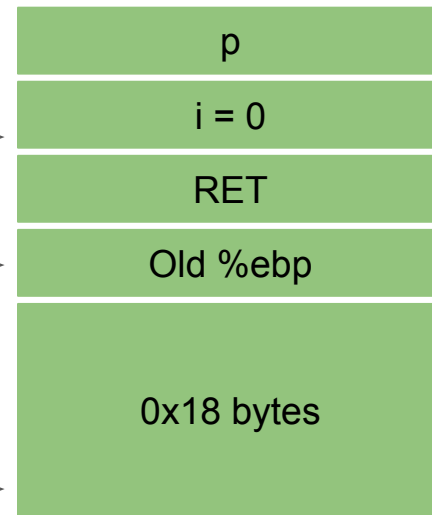 p
i = 0
RET
Old %ebp
0x18 bytes